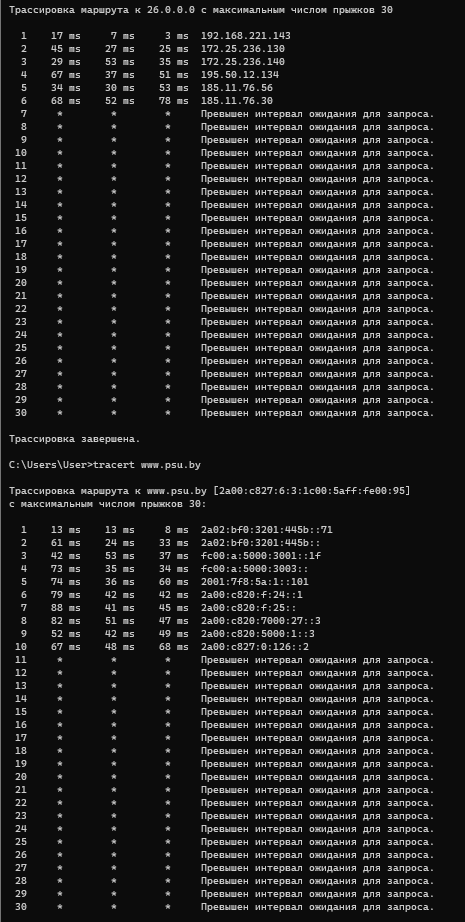 Трассировка маршрута к 26.0.0.0 с максимальным числом прыжков 30
1 17 ms 7 ms 3 ms 192.168.221.143
2 45 ms 27 ms 25 ms 172.25.236.130
3 29 ms 53 ms 35 ms 172.25.236.140
4 67 ms 37 ms 51 ms 195.50.12.134
5 34 ms 30 ms 53 ms 185.11.76.56
6 68 ms 52 ms 78 ms 185.11.76.30
7 * * * Превышен интервал ожидания для запроса.
8 * * * Превышен интервал ожидания для запроса.
9 * * * Превышен интервал ожидания для запроса.
10 * * * Превышен интервал ожидания для запроса.
11 * * * Превышен интервал ожидания для запроса.
12 * * * Превышен интервал ожидания для запроса.
13 * * * Превышен интервал ожидания для запроса.
14 * * * Превышен интервал ожидания для запроса.
15 * * * Превышен интервал ожидания для запроса.
16 * * * Превышен интервал ожидания для запроса.
17 * * * Превышен интервал ожидания для запроса.
18 * * * Превышен интервал ожидания для запроса.
19 * * * Превышен интервал ожидания для запроса.
20 * * * Превышен интервал ожидания для запроса.
21 * * * Превышен интервал ожидания для запроса.
22 * * * Превышен интервал ожидания для запроса.
23 * * * Превышен интервал ожидания для запроса.
24 * * * Превышен интервал ожидания для запроса.
25 * * * Превышен интервал ожидания для запроса.
26 * * * Превышен интервал ожидания для запроса.
27 * * * Превышен интервал ожидания для запроса.
28 * * * Превышен интервал ожидания для запроса.
29 * * * Превышен интервал ожидания для запроса.
30 * * * Превышен интервал ожидания для запроса.
Трассировка завершена.
C:\Users\User>tracert www.psu.by
Трассировка маршрута к www.psu.by [2a00:c827:6:3:1c00:5aff:fe00:95]
с максимальным числом прыжков 30:
1 13 ms 13 ms 8 ms 2a02:bf0:3201:445b::71
2 61 ms 24 ms 33 ms 2a02:bf0:3201:445b::
3 42 ms 53 ms 37 ms fc00:a:5000:3001::1f
4 73 ms 35 ms 34 ms fc00:a:5000:3003::
5 74 ms 36 ms 60 ms 2001:7f8:5a:1::101
6 79 ms 42 ms 42 ms 2a00:c820:f:24::1
7 88 ms 41 ms 45 ms 2a00:c820:f:25::
8 82 ms 51 ms 47 ms 2a00:c820:7000:27::3
9 52 ms 42 ms 49 ms 2a00:c820:5000:1::3
10 67 ms 48 ms 68 ms 2a00:c827:0:126::2
11 * * * Превышен интервал ожидания для запроса.
12 * * * Превышен интервал ожидания для запроса.
13 * * * Превышен интервал ожидания для запроса.
14 * * * Превышен интервал ожидания для запроса.
15 * * * Превышен интервал ожидания для запроса.
16 * * * Превышен интервал ожидания для запроса.
17 * * * Превышен интервал ожидания для запроса.
18 * * * Превышен интервал ожидания для запроса.
19 * * * Превышен интервал ожидания для запроса.
20 * * * Превышен интервал ожидания для запроса.
21 * * * Превышен интервал ожидания для запроса.
22 * * * Превышен интервал ожидания для запроса.
23 * * * Превышен интервал ожидания для запроса.
24 * * * Превышен интервал ожидания для запроса.
25 * * * Превышен интервал ожидания для запроса.
26 * * * Превышен интервал ожидания для запроса.
27 * * * Превышен интервал ожидания для запроса.
28 * * * Превышен интервал ожидания для запроса.
29 * * * Превышен интервал ожидания для запроса.
30 * * * Превышен интервал ожидания для запроса.